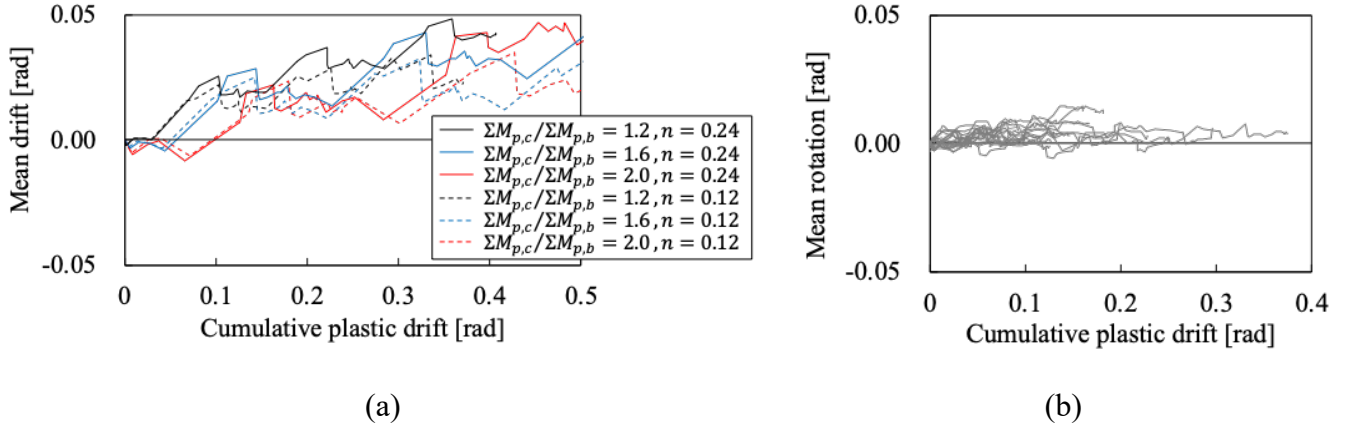 0.05
0.00
-0.05
Mean drift [rad]
ΣM_{p,c}/ΣM_{p,b} = 1.2, n = 0.24
ΣM_{p,c}/ΣM_{p,b} = 1.6, n = 0.24
ΣM_{p,c}/ΣM_{p,b} = 2.0, n = 0.24
ΣM_{p,c}/ΣM_{p,b} = 1.2, n = 0.12
ΣM_{p,c}/ΣM_{p,b} = 1.6, n = 0.12
ΣM_{p,c}/ΣM_{p,b} = 2.0, n = 0.12
0 0.1 0.2 0.3 0.4 0.5
Cumulative plastic drift [rad]
(a)
0.05
0.00
-0.05
Mean rotation [rad]
0 0.1 0.2 0.3 0.4
Cumulative plastic drift [rad]
(b)